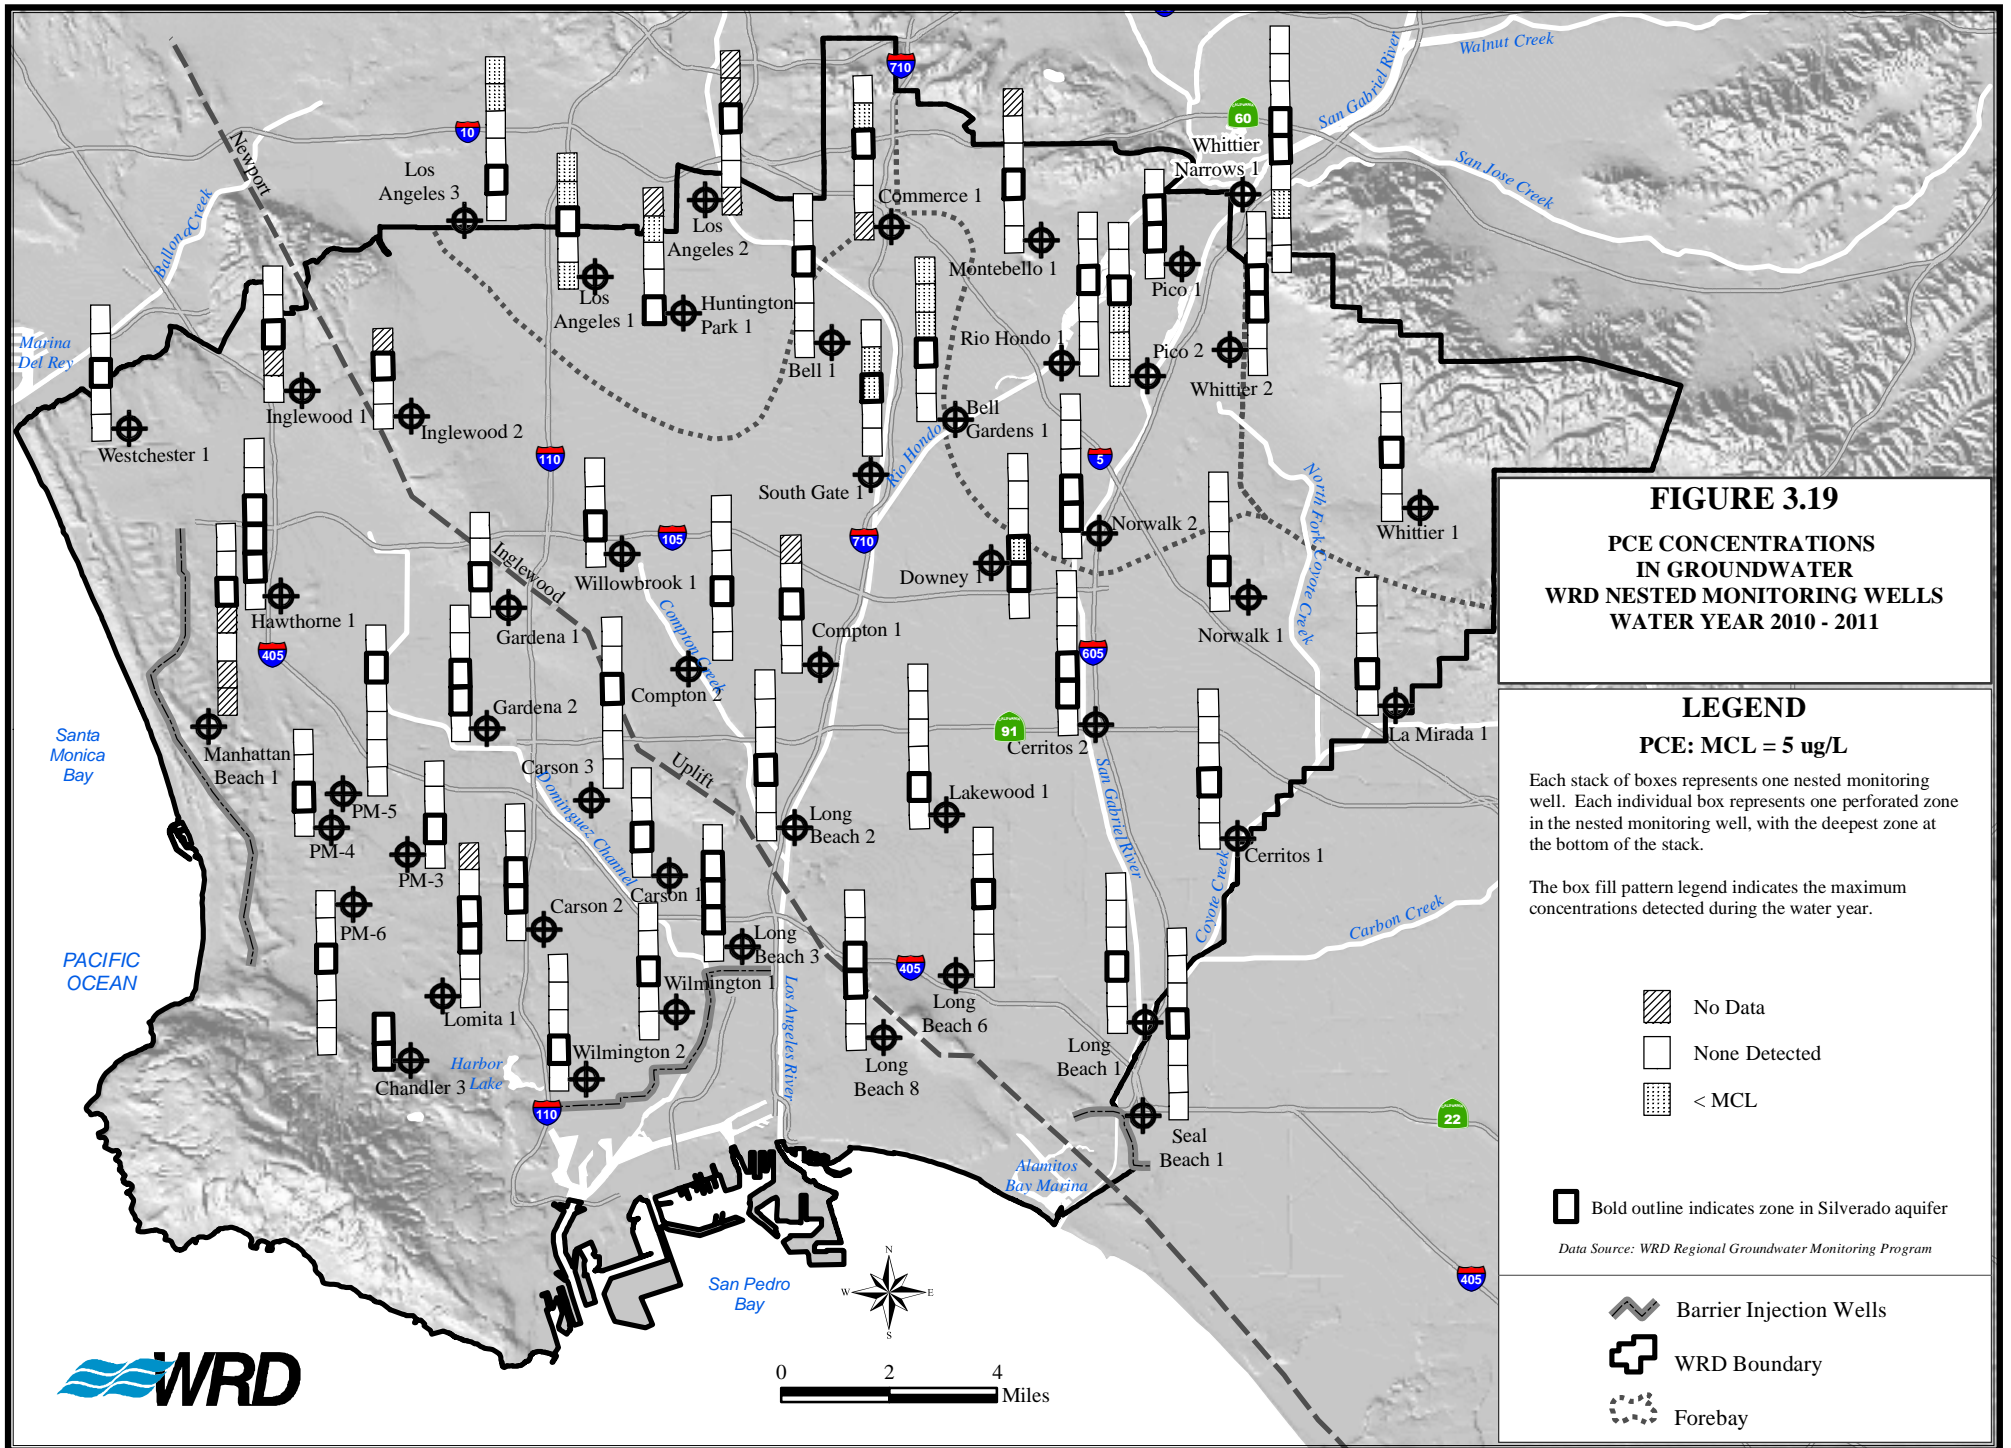 Walnut Creek
San Gabriel River
710
10
60
Newport
Los
Angeles 3
Whittier
Narrows 1
San Jose Creek
Ballona Creek
Commerce 1
Los
Angeles 2
Montebello 1
Pico 1
Los
Angeles 1
Huntington
Park 1
Marina
Del Rey
Rio Hondo 1
Pico 2
Bell 1
Whittier 2
Inglewood 1
Inglewood 2
Bell
Gardens 1
Westchester 1
110
5
Rio Hondo
South Gate 1
North Fork Coyote Creek
Whittier 1
FIGURE 3.19
PCE CONCENTRATIONS
IN GROUNDWATER
WRD NESTED MONITORING WELLS
WATER YEAR 2010 - 2011
Norwalk 2
105
710
Inglewood
Willowbrook 1
Downey 1
Hawthorne 1
Gardena 1
Compton Creek
Compton 1
Norwalk 1
405
605
Compton 2
Gardena 2
91
Cerritos 2
La Mirada 1
Santa
Monica
Bay
Manhattan
Beach 1
Carson 3
Uplift
San Gabriel River
Lakewood 1
PM-5
PM-4
Long
Beach 2
Dominguez Channel
PM-3
Cerritos 1
Carson 1
Carson 2
Coyote Creek
Carbon Creek
PM-6
Long
Beach 3
PACIFIC
OCEAN
405
Wilmington 1
Los Angeles River
Long
Beach 6
Lomita 1
Wilmington 2
Long
Beach 1
Harbor
Lake
Chandler 3
Long
Beach 8
110
22
Seal
Beach 1
Alamitos
Bay Marina
San Pedro
Bay
405
N
W
E
S
0
2
4
Miles
WRD
LEGEND
PCE: MCL = 5 ug/L
Each stack of boxes represents one nested monitoring
well. Each individual box represents one perforated zone
in the nested monitoring well, with the deepest zone at
the bottom of the stack.
The box fill pattern legend indicates the maximum
concentrations detected during the water year.
No Data
None Detected
< MCL
Bold outline indicates zone in Silverado aquifer
Data Source: WRD Regional Groundwater Monitoring Program
Barrier Injection Wells
WRD Boundary
Forebay